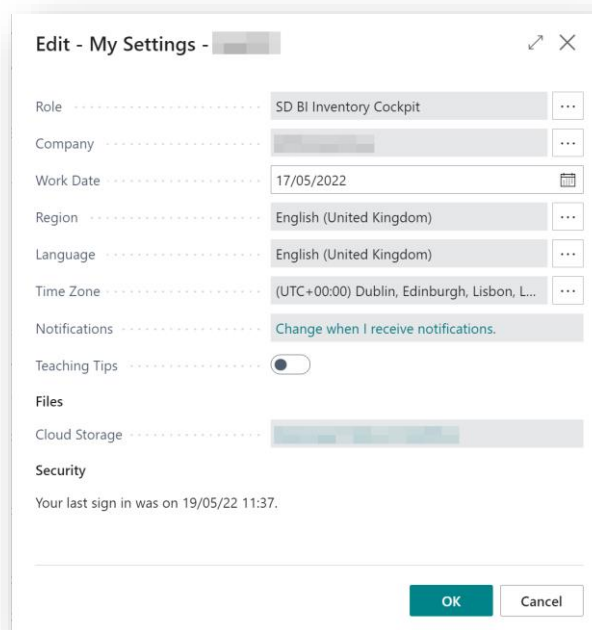 Edit - My Settings -
Role SD BI Inventory Cockpit
Company
Work Date 17/05/2022
Region English (United Kingdom)
Language English (United Kingdom)
Time Zone (UTC+00:00) Dublin, Edinburgh, Lisbon, L...
Notifications Change when I receive notifications.
Teaching Tips
Files
Cloud Storage
Security
Your last sign in was on 19/05/22 11:37.
OK Cancel